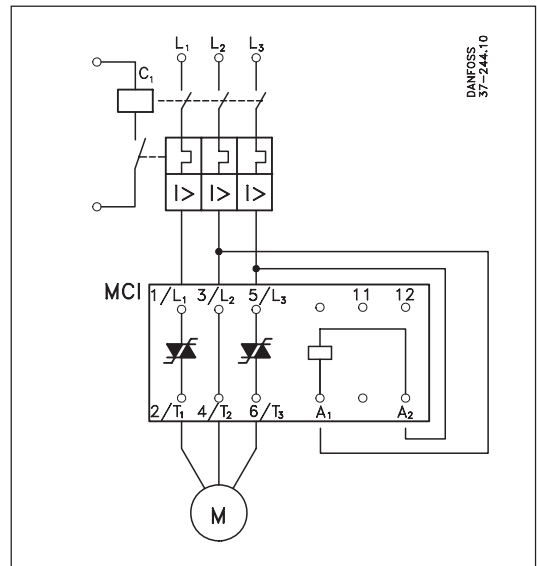 DANFOSS
37-244.10
L₁ L₂ L₃
C₁
I> I> I>
MCI
1/L₁ 3/L₂ 5/L₃ 11 12
2/T₁ 4/T₂ 6/T₃ A₁ A₂
M